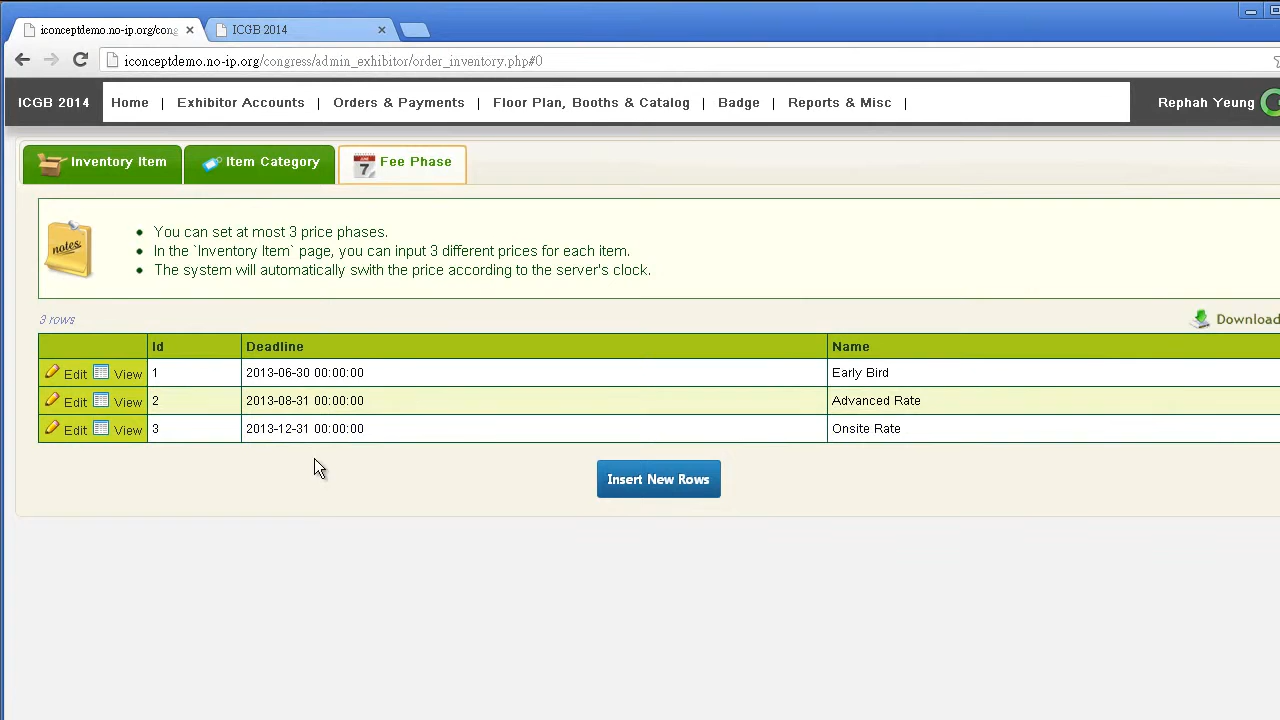 iconceptdemo.no-ip.org/cong
ICGB 2014
iconceptdemo.no-ip.org/congress/admin_exhibitor/order_inventory.php#0
ICGB 2014 Home | Exhibitor Accounts | Orders & Payments | Floor Plan, Booths & Catalog | Badge | Reports & Misc | Rephah Yeung
Inventory Item Item Category Fee Phase
7
notes
You can set at most 3 price phases.
In the `Inventory Item` page, you can input 3 different prices for each item.
The system will automatically swith the price according to the server's clock.
3 rows
Download
Id Deadline Name
Edit View 1 2013-06-30 00:00:00 Early Bird
Edit View 2 2013-08-31 00:00:00 Advanced Rate
Edit View 3 2013-12-31 00:00:00 Onsite Rate
Insert New Rows